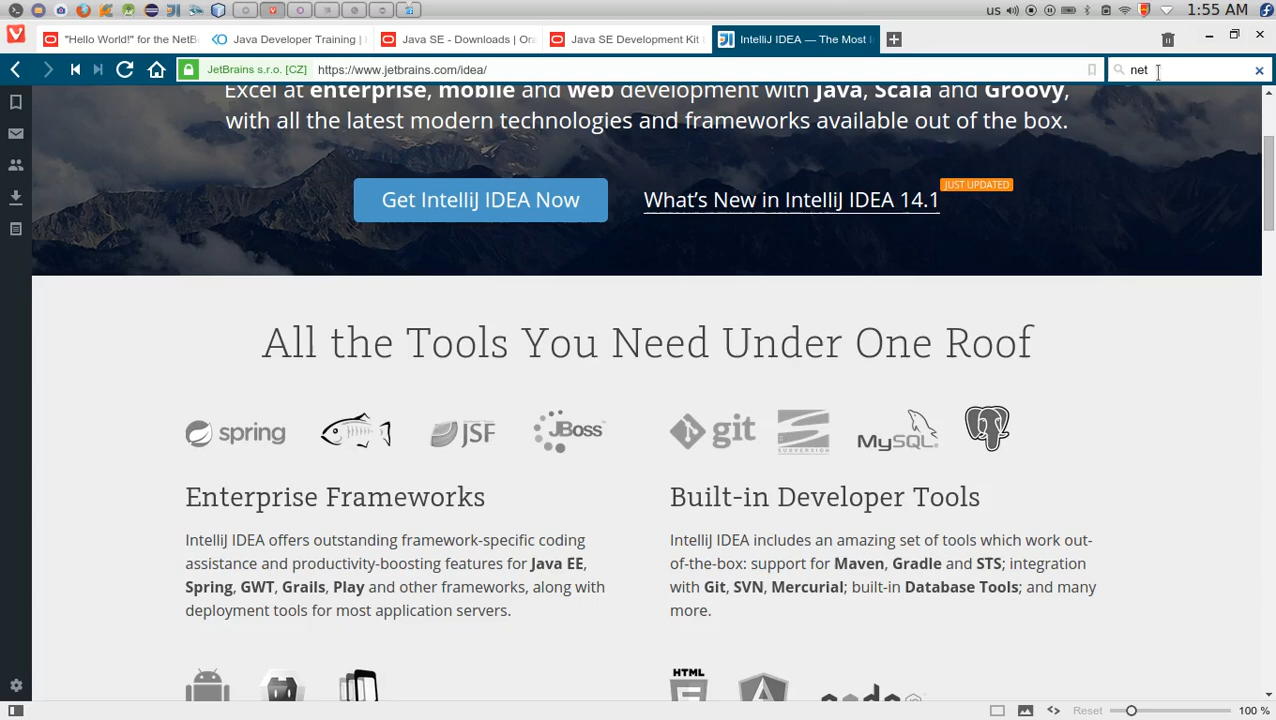 us
1:55 AM
"Hello World!" for the NetB
Java Developer Training |
Java SE - Downloads | Ora
Java SE Development Kit
IntelliJ IDEA — The Most I
JetBrains s.r.o. [CZ]
https://www.jetbrains.com/idea/
net
Excel at enterprise, mobile and web development with Java, Scala and Groovy,
with all the latest modern technologies and frameworks available out of the box.
Get IntelliJ IDEA Now
What's New in IntelliJ IDEA 14.1
JUST UPDATED
All the Tools You Need Under One Roof
spring
JSF
JBoss
git
SUBVERSION
MySQL
Enterprise Frameworks
Built-in Developer Tools
IntelliJ IDEA offers outstanding framework-specific coding
assistance and productivity-boosting features for Java EE,
Spring, GWT, Grails, Play and other frameworks, along with
deployment tools for most application servers.
IntelliJ IDEA includes an amazing set of tools which work out-
of-the-box: support for Maven, Gradle and STS; integration
with Git, SVN, Mercurial; built-in Database Tools; and many
more.
HTML
Reset
100 %